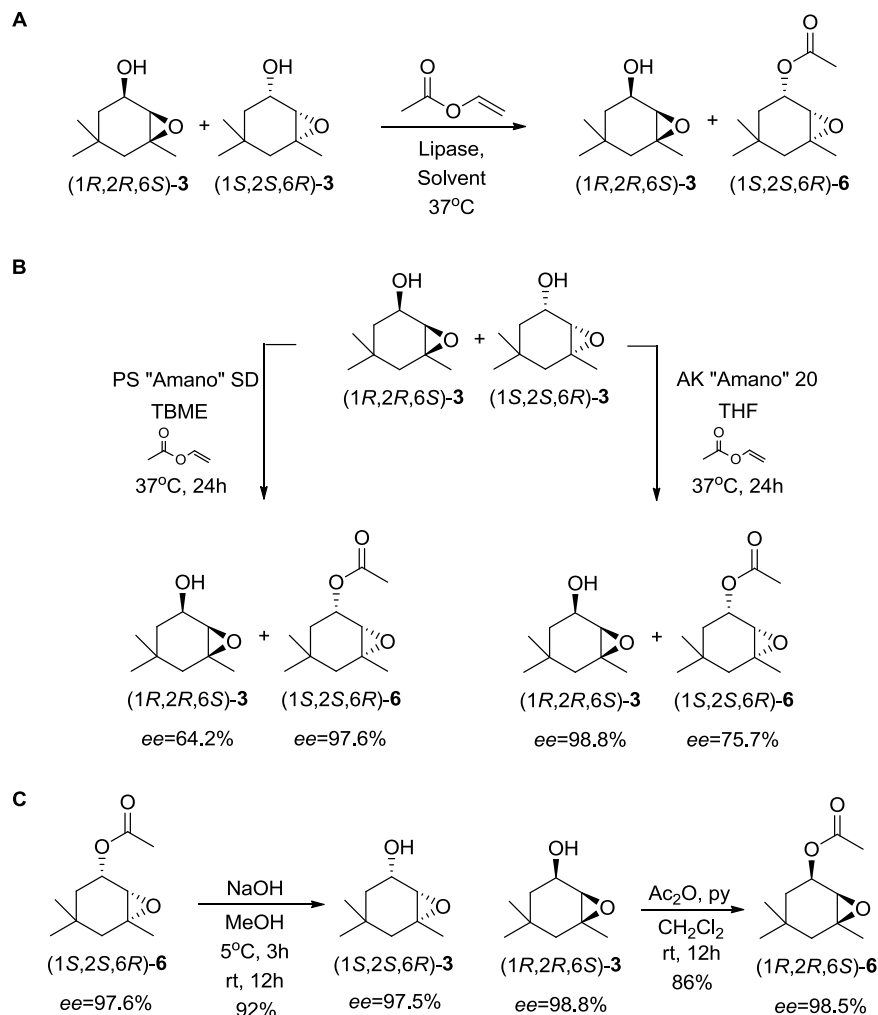 A
OH
OH
O
O
O
O
+
O
O
O
Lipase,
Solvent
37°C
OH
O
+
O
O
O
(1R,2R,6S)-3
(1S,2S,6R)-3
(1R,2R,6S)-3
(1S,2S,6R)-6
B
OH
OH
O
+
O
(1R,2R,6S)-3
(1S,2S,6R)-3
PS "Amano" SD
TBME
O
O
37°C, 24h
AK "Amano" 20
THF
O
O
37°C, 24h
OH
O
+
O
O
O
(1R,2R,6S)-3
(1S,2S,6R)-6
ee=64.2%
ee=97.6%
OH
O
+
O
O
O
(1R,2R,6S)-3
(1S,2S,6R)-6
ee=98.8%
ee=75.7%
C
O
O
O
(1S,2S,6R)-6
ee=97.6%
NaOH
MeOH
5°C, 3h
rt, 12h
92%
OH
O
(1S,2S,6R)-3
ee=97.5%
OH
O
(1R,2R,6S)-3
ee=98.8%
Ac2O, py
CH2Cl2
rt, 12h
86%
O
O
O
(1R,2R,6S)-6
ee=98.5%